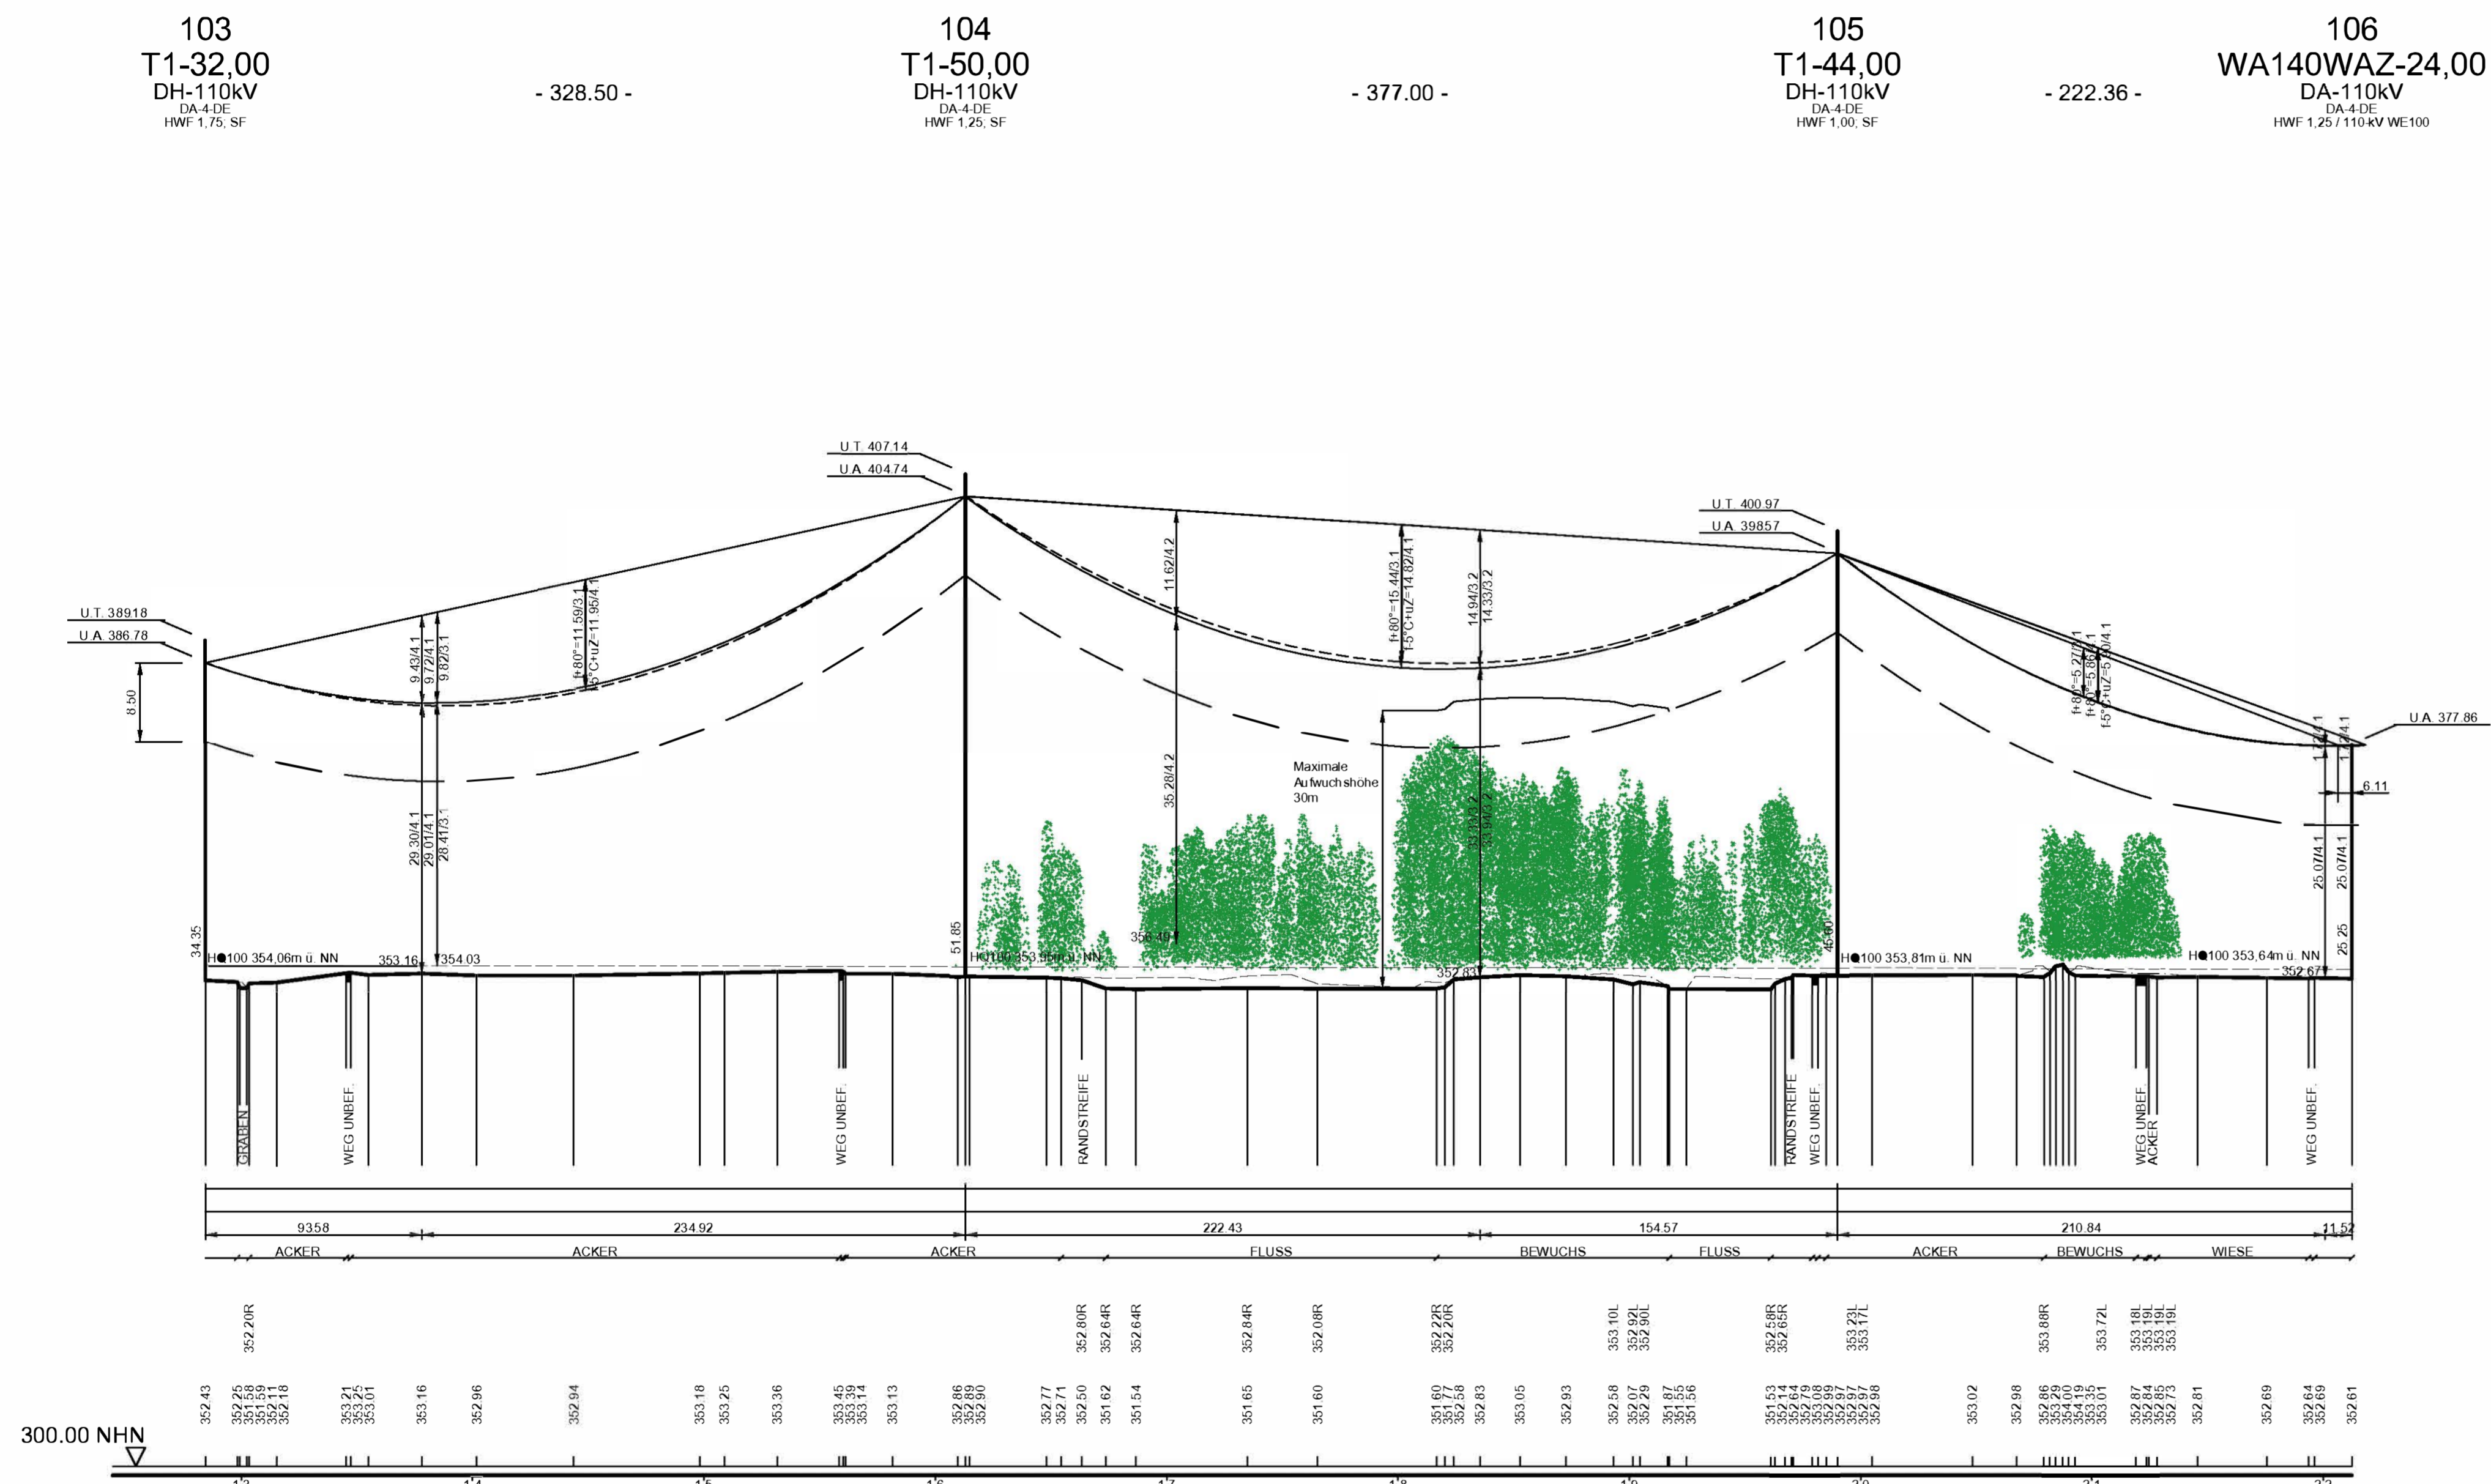 103
T1-32,00
DH-110kV
DA-4-DE
HWF 1,75; SF
- 328.50 -
104
T1-50,00
DH-110kV
DA-4-DE
HWF 1,25; SF
- 377.00 -
105
T1-44,00
DH-110kV
DA-4-DE
HWF 1,00; SF
- 222.36 -
106
WA140WAZ-24,00
DA-110kV
DA-4-DE
HWF 1,25 / 110-kV WE100
U.T. 407.14
U.A. 404.74
U.T. 400.97
U.A. 398.57
U.T. 389.18
U.A. 386.78
U.A. 377.86
8.50
9.43/4.1
9.72/4.1
9.82/3.1
f+80°=11.59/3.1
f-5°C+uZ=11.95/4.1
11.62/4.2
f+80°=15.44/3.1
f-5°C+uZ=14.82/4.1
14.94/3.2
14.33/3.2
f-5°C+uZ=5.90/4.1
6.11
29.30/4.1
29.01/4.1
28.41/3.1
35.28/4.2
Maximale
Aufwuchshöhe
30m
33.33/3.2
33.94/3.2
25.07/4.1
25.07/4.1
34.35
51.85
25.25
HQ100 354,06m ü. NN
353.16
354.03
HQ100 353,95m ü. NN
356.49
352.83
HQ100 353,81m ü. NN
HQ100 353,64m ü. NN
352.67
GRABEN
WEG UNBEF.
WEG UNBEF.
RANDSTREIFE
RANDSTREIFE
WEG UNBEF.
WEG UNBEF.
ACKER
WEG UNBEF.
93.58
234.92
222.43
154.57
210.84
11.52
ACKER
ACKER
ACKER
FLUSS
BEWUCHS
FLUSS
ACKER
BEWUCHS
WIESE
352.20R
352.80R
352.64R
352.64R
352.84R
352.08R
352.22R
352.20R
353.10L
352.92L
352.90L
352.58R
352.65R
353.23L
353.17L
353.88R
353.72L
353.18L
353.19L
353.19L
353.19L
352.43
352.25
351.58
351.59
352.11
352.18
353.21
353.25
353.01
353.16
352.96
352.94
353.18
353.25
353.36
353.45
353.39
353.14
353.13
352.86
352.89
352.90
352.77
352.71
352.50
351.62
351.54
351.65
351.60
351.60
351.77
352.58
352.83
353.05
352.93
352.58
352.07
352.29
351.87
351.55
351.56
351.53
352.14
352.64
352.79
353.08
352.99
352.97
352.97
352.97
352.98
353.02
352.98
352.86
353.29
354.00
354.19
353.35
353.01
352.87
352.84
352.85
352.73
352.81
352.69
352.64
352.69
352.61
300.00 NHN